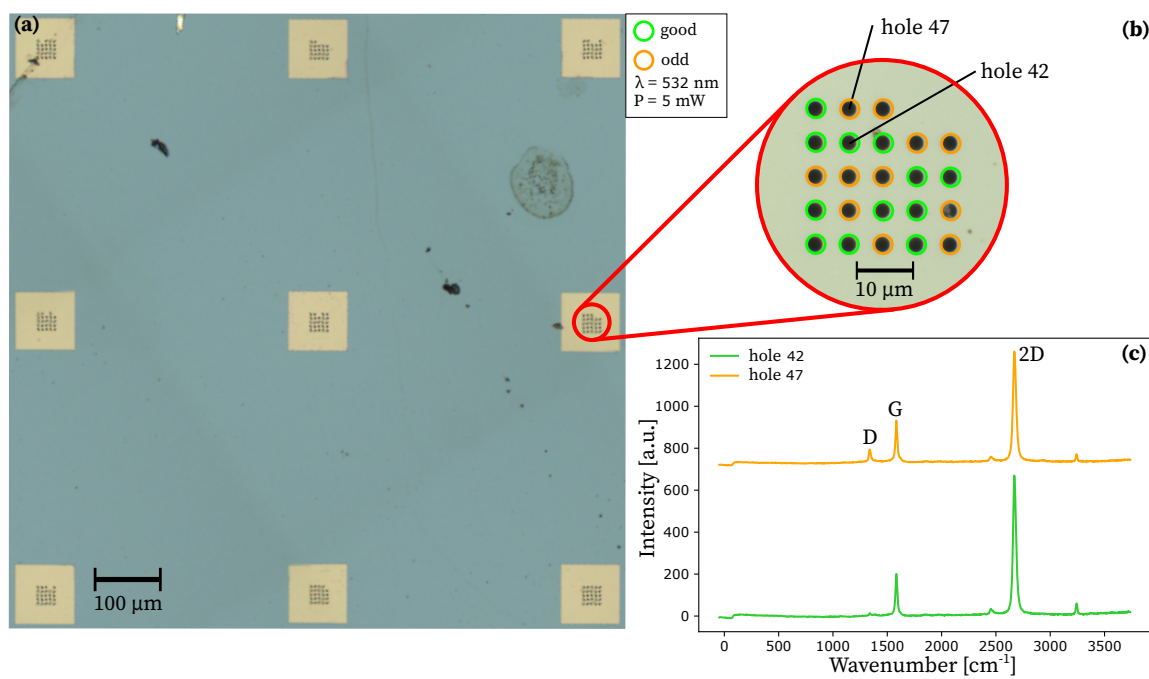 (a)
good
odd
λ = 532 nm
P = 5 mW
(b)
hole 47
hole 42
10 μm
100 μm
(c)
hole 42
hole 47
D
G
2D
Intensity [a.u.]
1200
1000
800
600
400
200
0
0 500 1000 1500 2000 2500 3000 3500
Wavenumber [cm⁻¹]